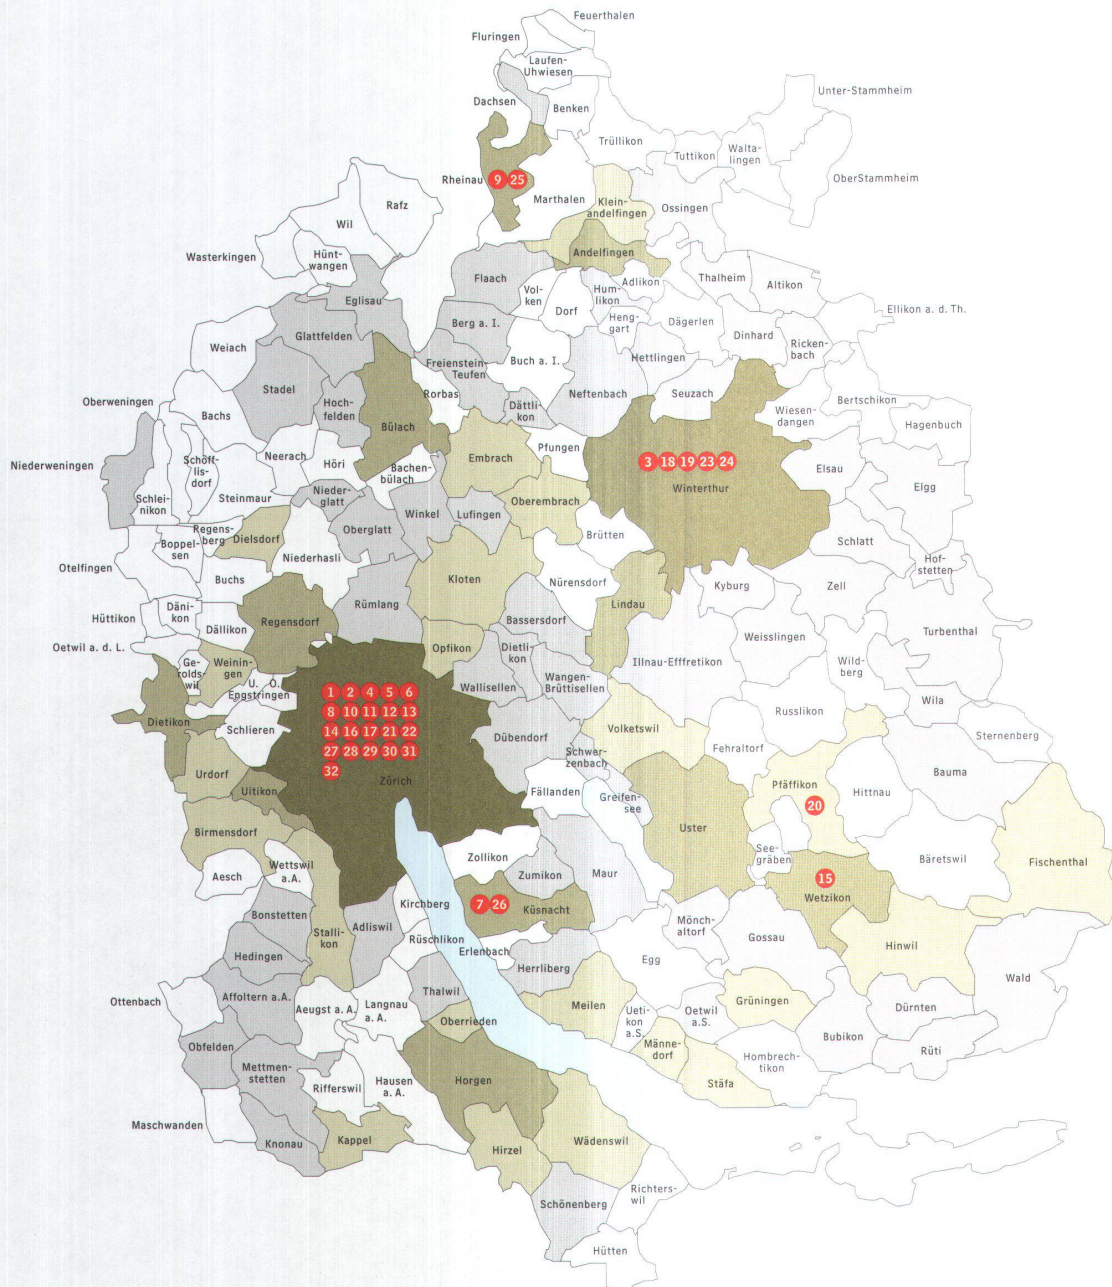 Feuerthalen
Fluringen
Laufen-
Uhwiesen
Dachsen
Benken
Unter-Stammheim
Trüllikon
Tuttikon
Walta-
lingen
OberStammheim
Rheinau
9 25
Marthalen
Klein-
andelfingen
Ossingen
Rafz
Wil
Wasterkingen
Hünt-
wangen
Andelfingen
Flaach
Vol-
ken
Dorf
Hum-
likon
Adlikon
Thalheim
Altikon
Eglisau
Ellikon a. d. Th.
Berg a. I.
Heng-
gart
Dägerlen
Dinhard
Ricken-
bach
Glattfelden
Weiach
Freienstein-
Teufen
Buch a. I.
Hettlingen
Stadel
Rorbas
Neftenbach
Seuzach
Oberweningen
Hoch-
felden
Dättli-
kon
Wiesen-
dangen
Bertschikon
Bachs
Bülach
Hagenbuch
Niederweningen
Schöff-
lis-
dorf
Neerach
Höri
Bachen-
bülach
Embrach
Pfungen
3 18 19 23 24
Winterthur
Elsau
Elgg
Schlei-
nikon
Steinmaur
Nieder-
glatt
Winkel
Lufingen
Oberembrach
Regens-
berg
Dielsdorf
Oberglatt
Brütten
Schlatt
Boppel-
sen
Niederhasli
Hof-
stetten
Otelfingen
Buchs
Kloten
Nürensdorf
Kyburg
Zell
Hüttikon
Däni-
kon
Dällikon
Regensdorf
Rümlang
Lindau
Bassersdorf
Turbenthal
Weisslingen
Oetwil a. d. L.
Ge-
rolds-
wil
Weinin-
gen
Opfikon
Dietli-
kon
Illnau-Efffretikon
Wild-
berg
U. O.
Engstringen
Wallisellen
Wangen-
Brüttisellen
Wila
Dietikon
Schlieren
1 2 4 5 6
8 10 11 12 13
14 16 17 21 22
27 28 29 30 31
32
Zürich
Dübendorf
Volketswil
Russlikon
Fehraltorf
Sternenberg
Schwer-
zenbach
Urdorf
Uitikon
Fällanden
Greifen-
see
Pfäffikon
20
Hittnau
Bauma
Birmensdorf
Uster
Aesch
Wettswil
a.A.
Zollikon
Zumikon
Maur
See-
gräben
Bäretswil
Fischenthal
15
Wetzikon
Bonstetten
Stalli-
kon
Adliswil
Kirchberg
7 26
Küsnacht
Rüschlikon
Erlenbach
Mönch-
altorf
Gossau
Hinwil
Hedingen
Egg
Herrliberg
Wald
Ottenbach
Affoltern a.A.
Aeugst a. A.
Langnau
a. A.
Thalwil
Oberrieden
Meilen
Ueti-
kon
a.S.
Oetwil
a.S.
Grüningen
Dürnten
Bubikon
Rüti
Obfelden
Männe-
dorf
Hombrech-
tikon
Stäfa
Mettmen-
stetten
Rifferswil
Hausen
a. A.
Horgen
Maschwanden
Knonau
Kappel
Hirzel
Wädenswil
Schönenberg
Richters-
wil
Hütten